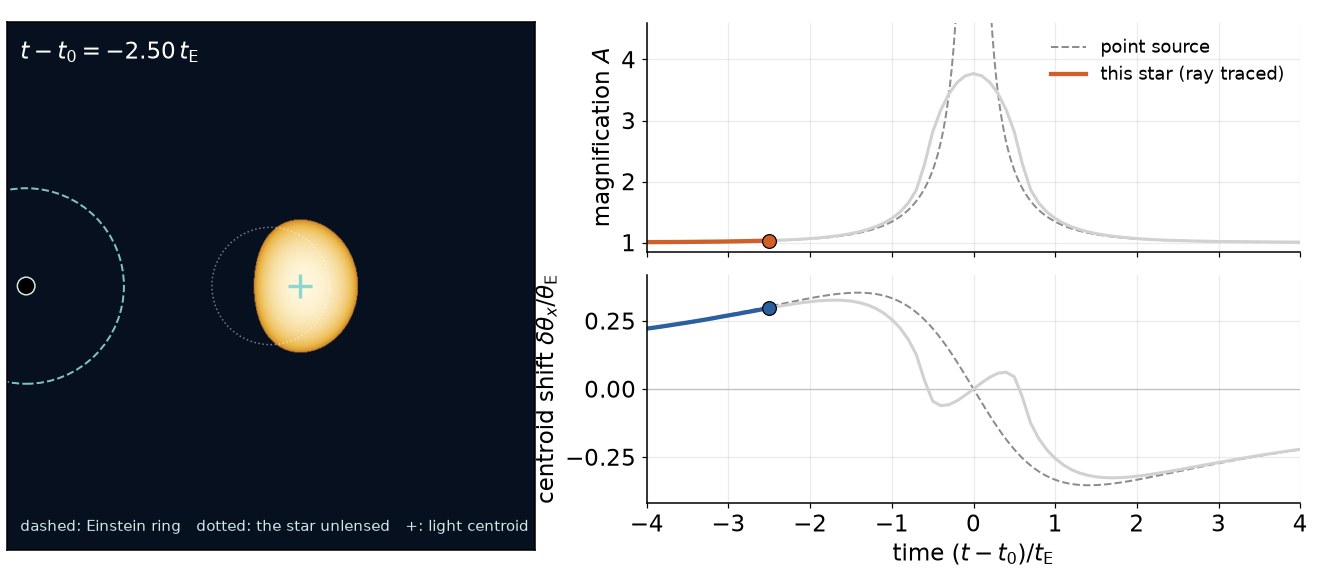 t − t₀ = −2.50 t_E
dashed: Einstein ring dotted: the star unlensed +: light centroid
magnification A
4
3
2
1
point source
this star (ray traced)
centroid shift δθₓ/θ_E
0.25
0.00
−0.25
−4 −3 −2 −1 0 1 2 3 4
time (t − t₀)/t_E